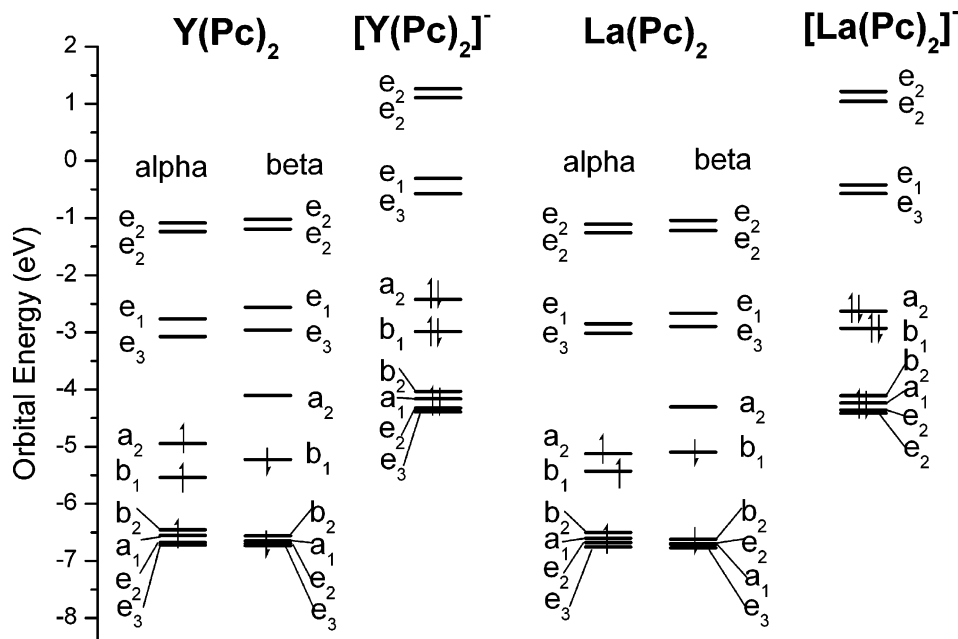 Y(Pc)₂ [Y(Pc)₂]⁻ La(Pc)₂ [La(Pc)₂]⁻
Orbital Energy (eV)
2
1
0
-1
-2
-3
-4
-5
-6
-7
-8
alpha
e₂
e₂
e₁
e₃
a₂
b₁
b₂
a₁
e₂
e₃
beta
e₂
e₂
e₁
e₃
a₂
b₁
b₂
a₁
e₂
e₃
e₂
e₂
e₁
e₃
a₂
b₁
b₂
a₁
e₂
e₃
alpha
e₂
e₂
e₁
e₃
a₂
b₁
b₂
a₁
e₂
e₃
beta
e₂
e₂
e₁
e₃
a₂
b₁
b₂
e₂
a₁
e₃
e₂
e₂
e₁
e₃
a₂
b₁
b₂
a₁
e₂
e₂